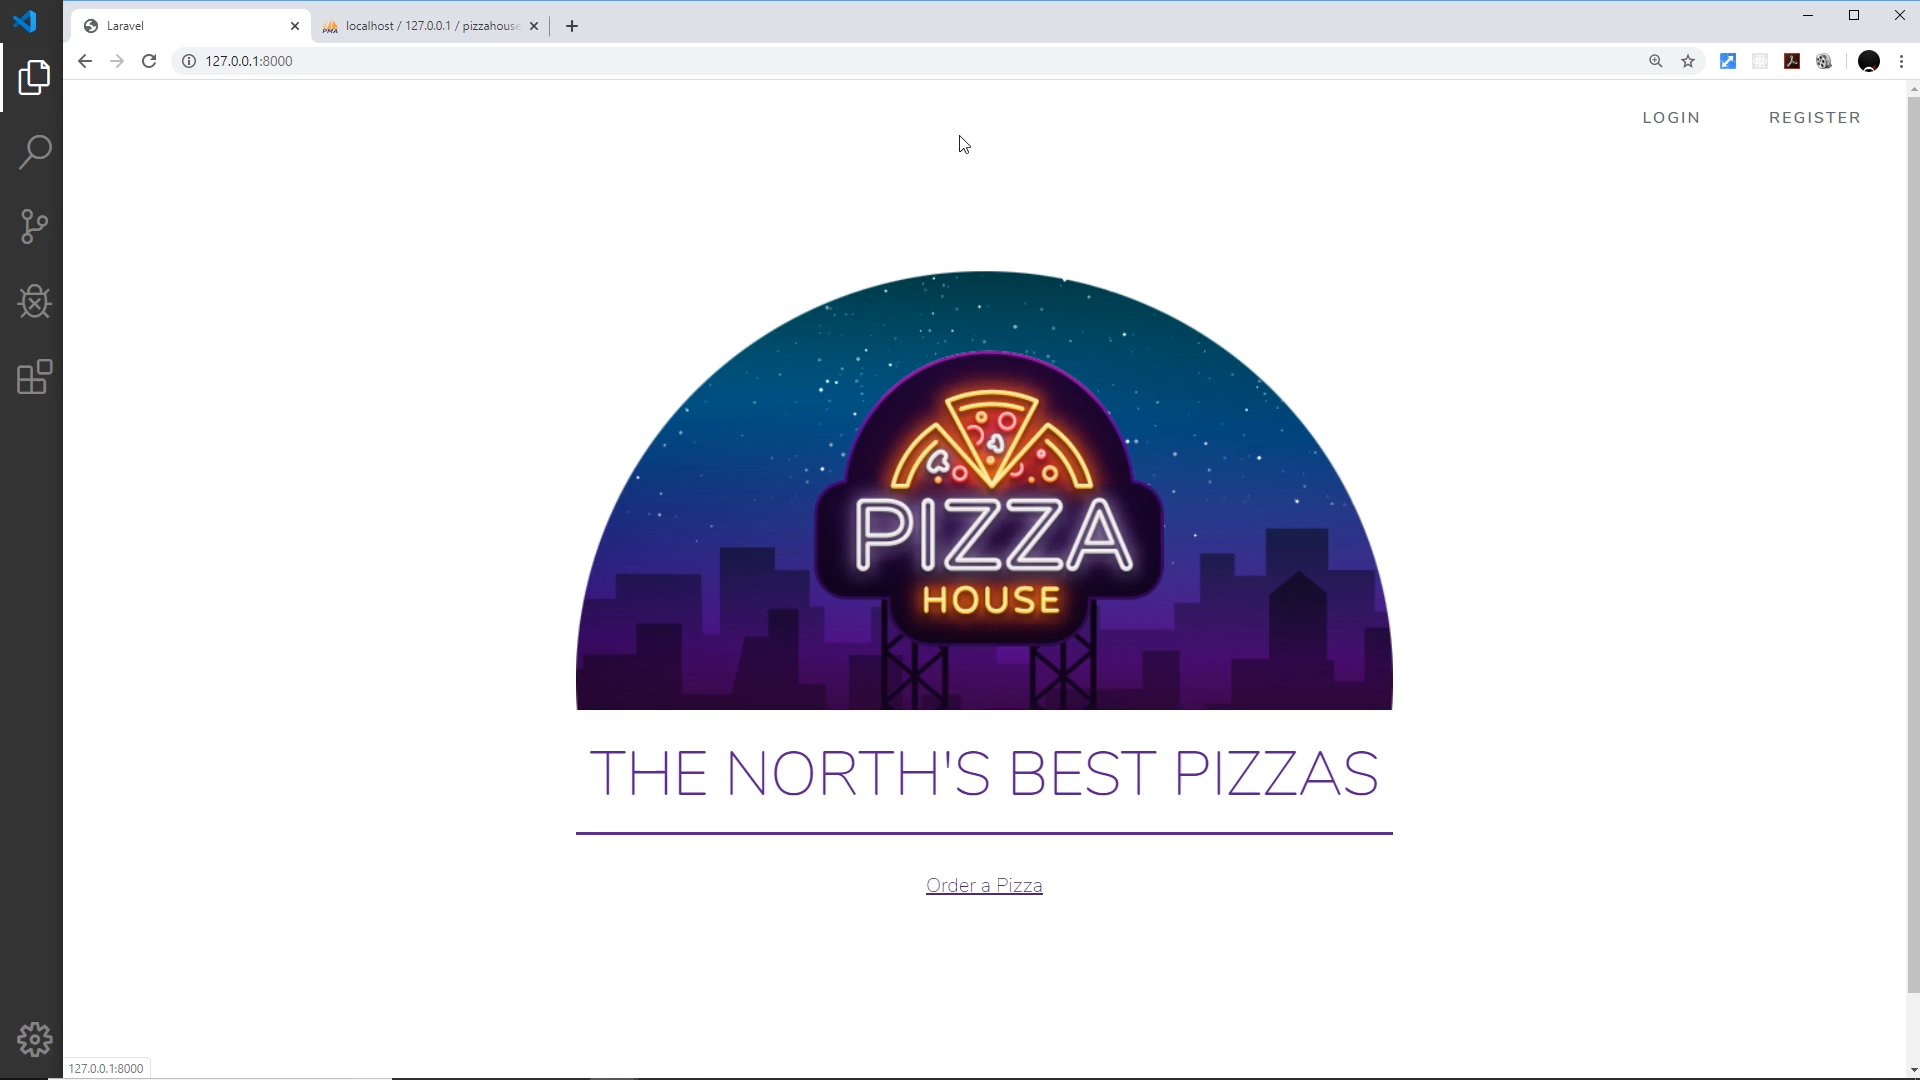 Laravel
localhost / 127.0.0.1 / pizzahouse
127.0.0.1:8000
LOGIN REGISTER
PIZZA
HOUSE
THE NORTH'S BEST PIZZAS
Order a Pizza
127.0.0.1:8000